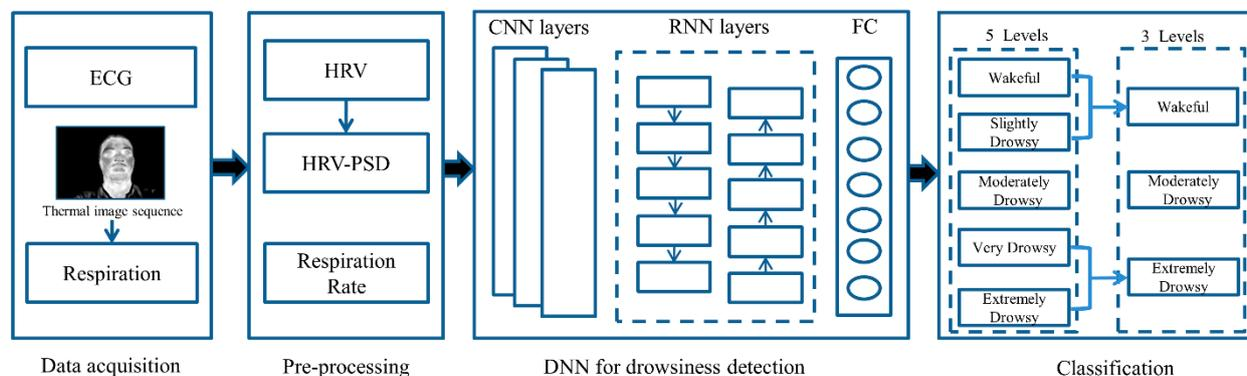 ECG
Thermal image sequence
Respiration
Data acquisition
HRV
HRV-PSD
Respiration
Rate
Pre-processing
CNN layers
RNN layers
FC
DNN for drowsiness detection
5 Levels
Wakeful
Slightly
Drowsy
Moderately
Drowsy
Very Drowsy
Extremely
Drowsy
3 Levels
Wakeful
Moderately
Drowsy
Extremely
Drowsy
Classification